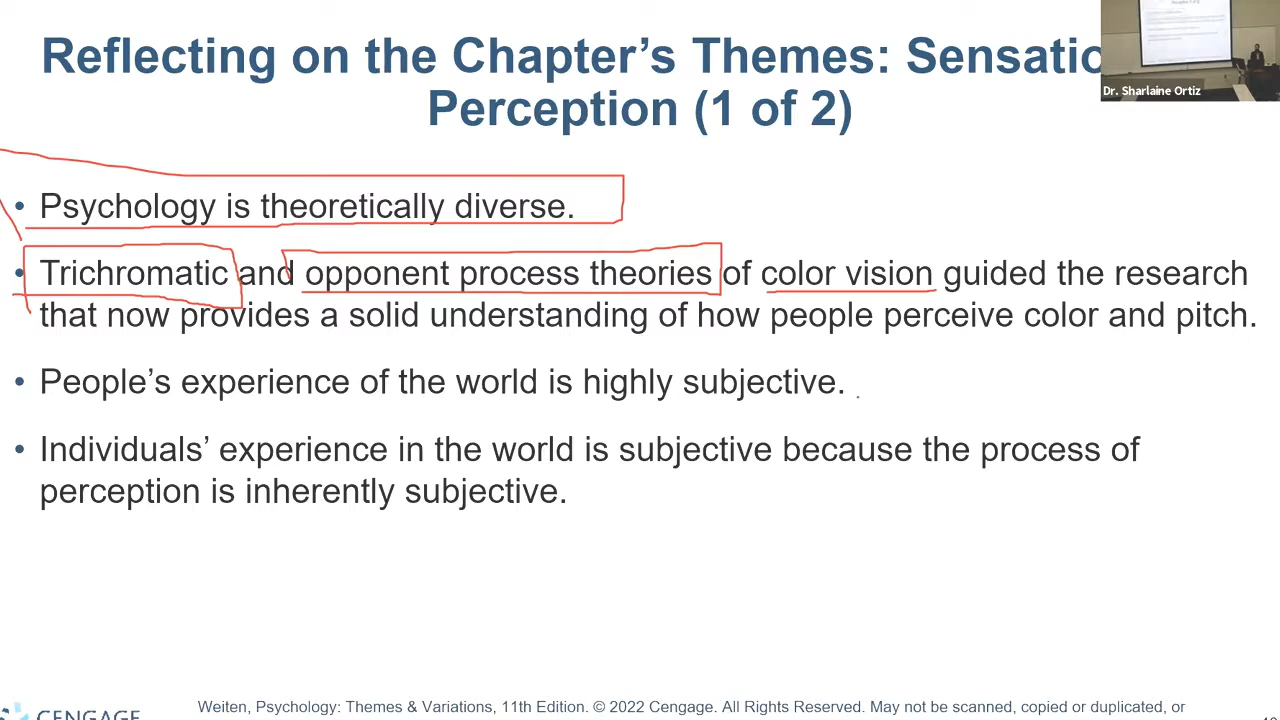 Reflecting on the Chapter’s Themes: Sensatio
Perception (1 of 2)
Dr. Sharlaine Ortiz
• Psychology is theoretically diverse.
• Trichromatic and opponent process theories of color vision guided the research
that now provides a solid understanding of how people perceive color and pitch.
• People’s experience of the world is highly subjective.
• Individuals’ experience in the world is subjective because the process of
perception is inherently subjective.
CENGAGE
Weiten, Psychology: Themes & Variations, 11th Edition. © 2022 Cengage. All Rights Reserved. May not be scanned, copied or duplicated, or